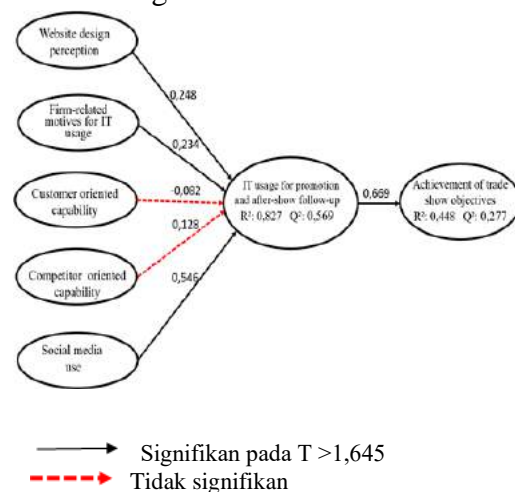 Website design
perception
0,248
Firm-related
motives for IT
usage
0,234
Customer oriented
capability
-0,082
Competitor oriented
capability
0,128
Social media
use
0,546
IT usage for promotion
and after-show follow-up
R²: 0,827 Q²: 0,569
0,669
Achievement of trade
show objectives
R²: 0,448 Q²: 0,277
Signifikan pada T >1,645
Tidak signifikan